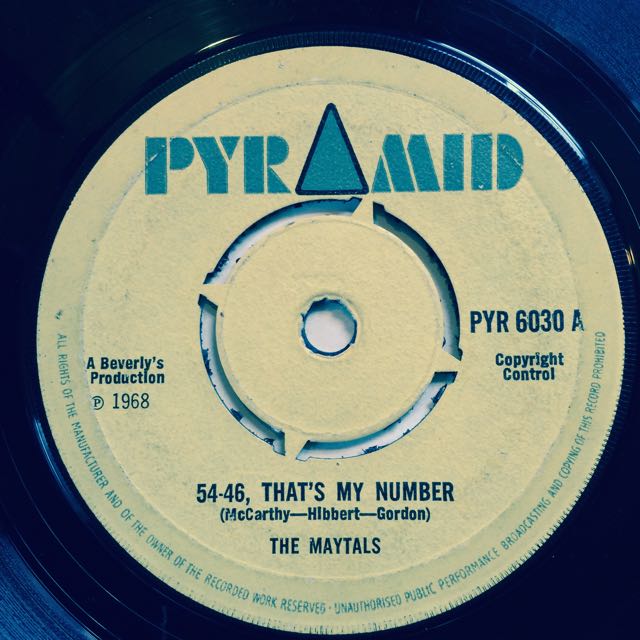 PYRAMID
PYR 6030 A
A Beverly's
Production
℗ 1968
Copyright
Control
54-46, THAT'S MY NUMBER
(McCarthy—Hibbert—Gordon)
THE MAYTALS
ALL RIGHTS OF THE MANUFACTURER AND OF THE OWNER OF THE RECORDED WORK RESERVED · UNAUTHORISED PUBLIC PERFORMANCE BROADCASTING AND COPYING OF THIS RECORD PROHIBITED